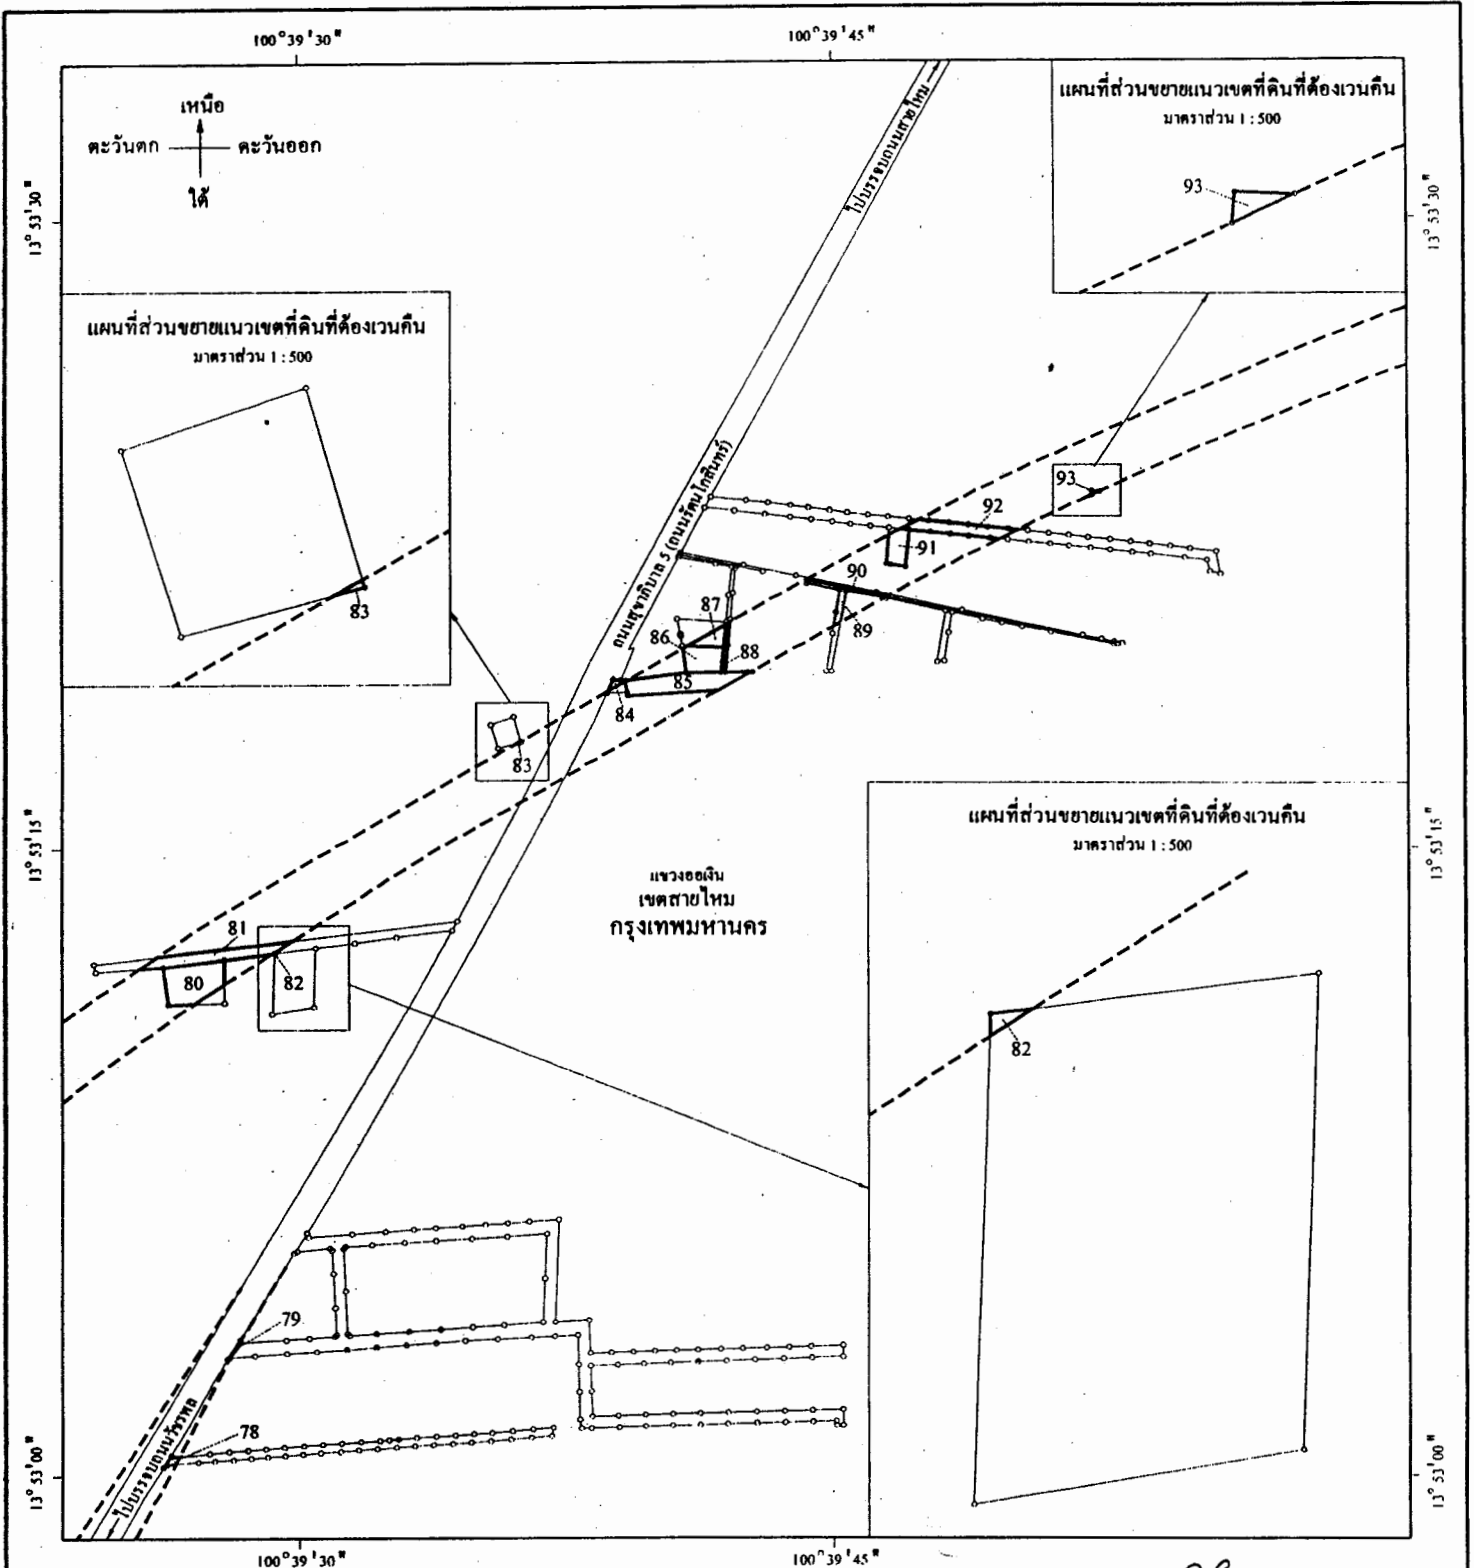 100°39'30"
100°39'45"
เหนือ
ตะวันตก
ตะวันออก
ใต้
13°53'30"
13°53'30"
แผนที่ส่วนขยายแนวเขตที่ดินที่ต้องเวนคืน
มาตราส่วน 1 : 500
93
ไปบรรจบถนนสายไหม
แผนที่ส่วนขยายแนวเขตที่ดินที่ต้องเวนคืน
มาตราส่วน 1 : 500
83
ถนนสุขาภิบาล 5 (ถนนรัตนโกสินทร์)
93
92
91
90
89
87
86
88
85
84
83
13°53'15"
13°53'15"
แขวงออเงิน
เขตสายไหม
กรุงเทพมหานคร
แผนที่ส่วนขยายแนวเขตที่ดินที่ต้องเวนคืน
มาตราส่วน 1 : 500
82
81
80
82
79
78
ไปบรรจบถนนวัชรพล
13°53'00"
13°53'00"
100°39'30"
100°39'45"